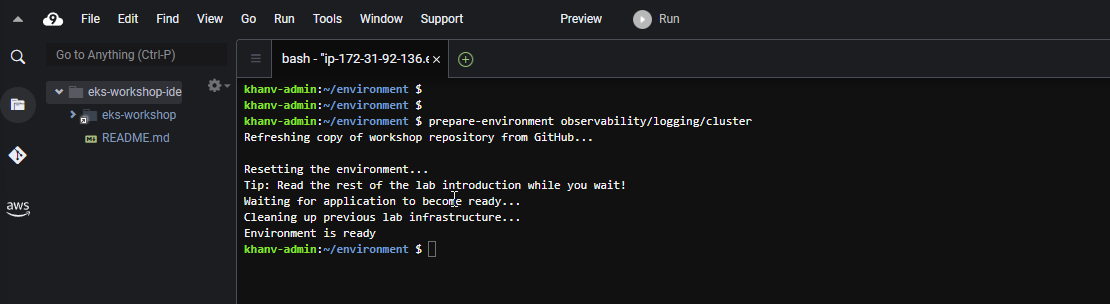 File Edit Find View Go Run Tools Window Support Preview Run
Go to Anything (Ctrl-P)
bash - "ip-172-31-92-136.e
eks-workshop-ide
eks-workshop
README.md
aws
khanv-admin:~/environment $
khanv-admin:~/environment $
khanv-admin:~/environment $ prepare-environment observability/logging/cluster
Refreshing copy of workshop repository from GitHub...
Resetting the environment...
Tip: Read the rest of the lab introduction while you wait!
Waiting for application to become ready...
Cleaning up previous lab infrastructure...
Environment is ready
khanv-admin:~/environment $